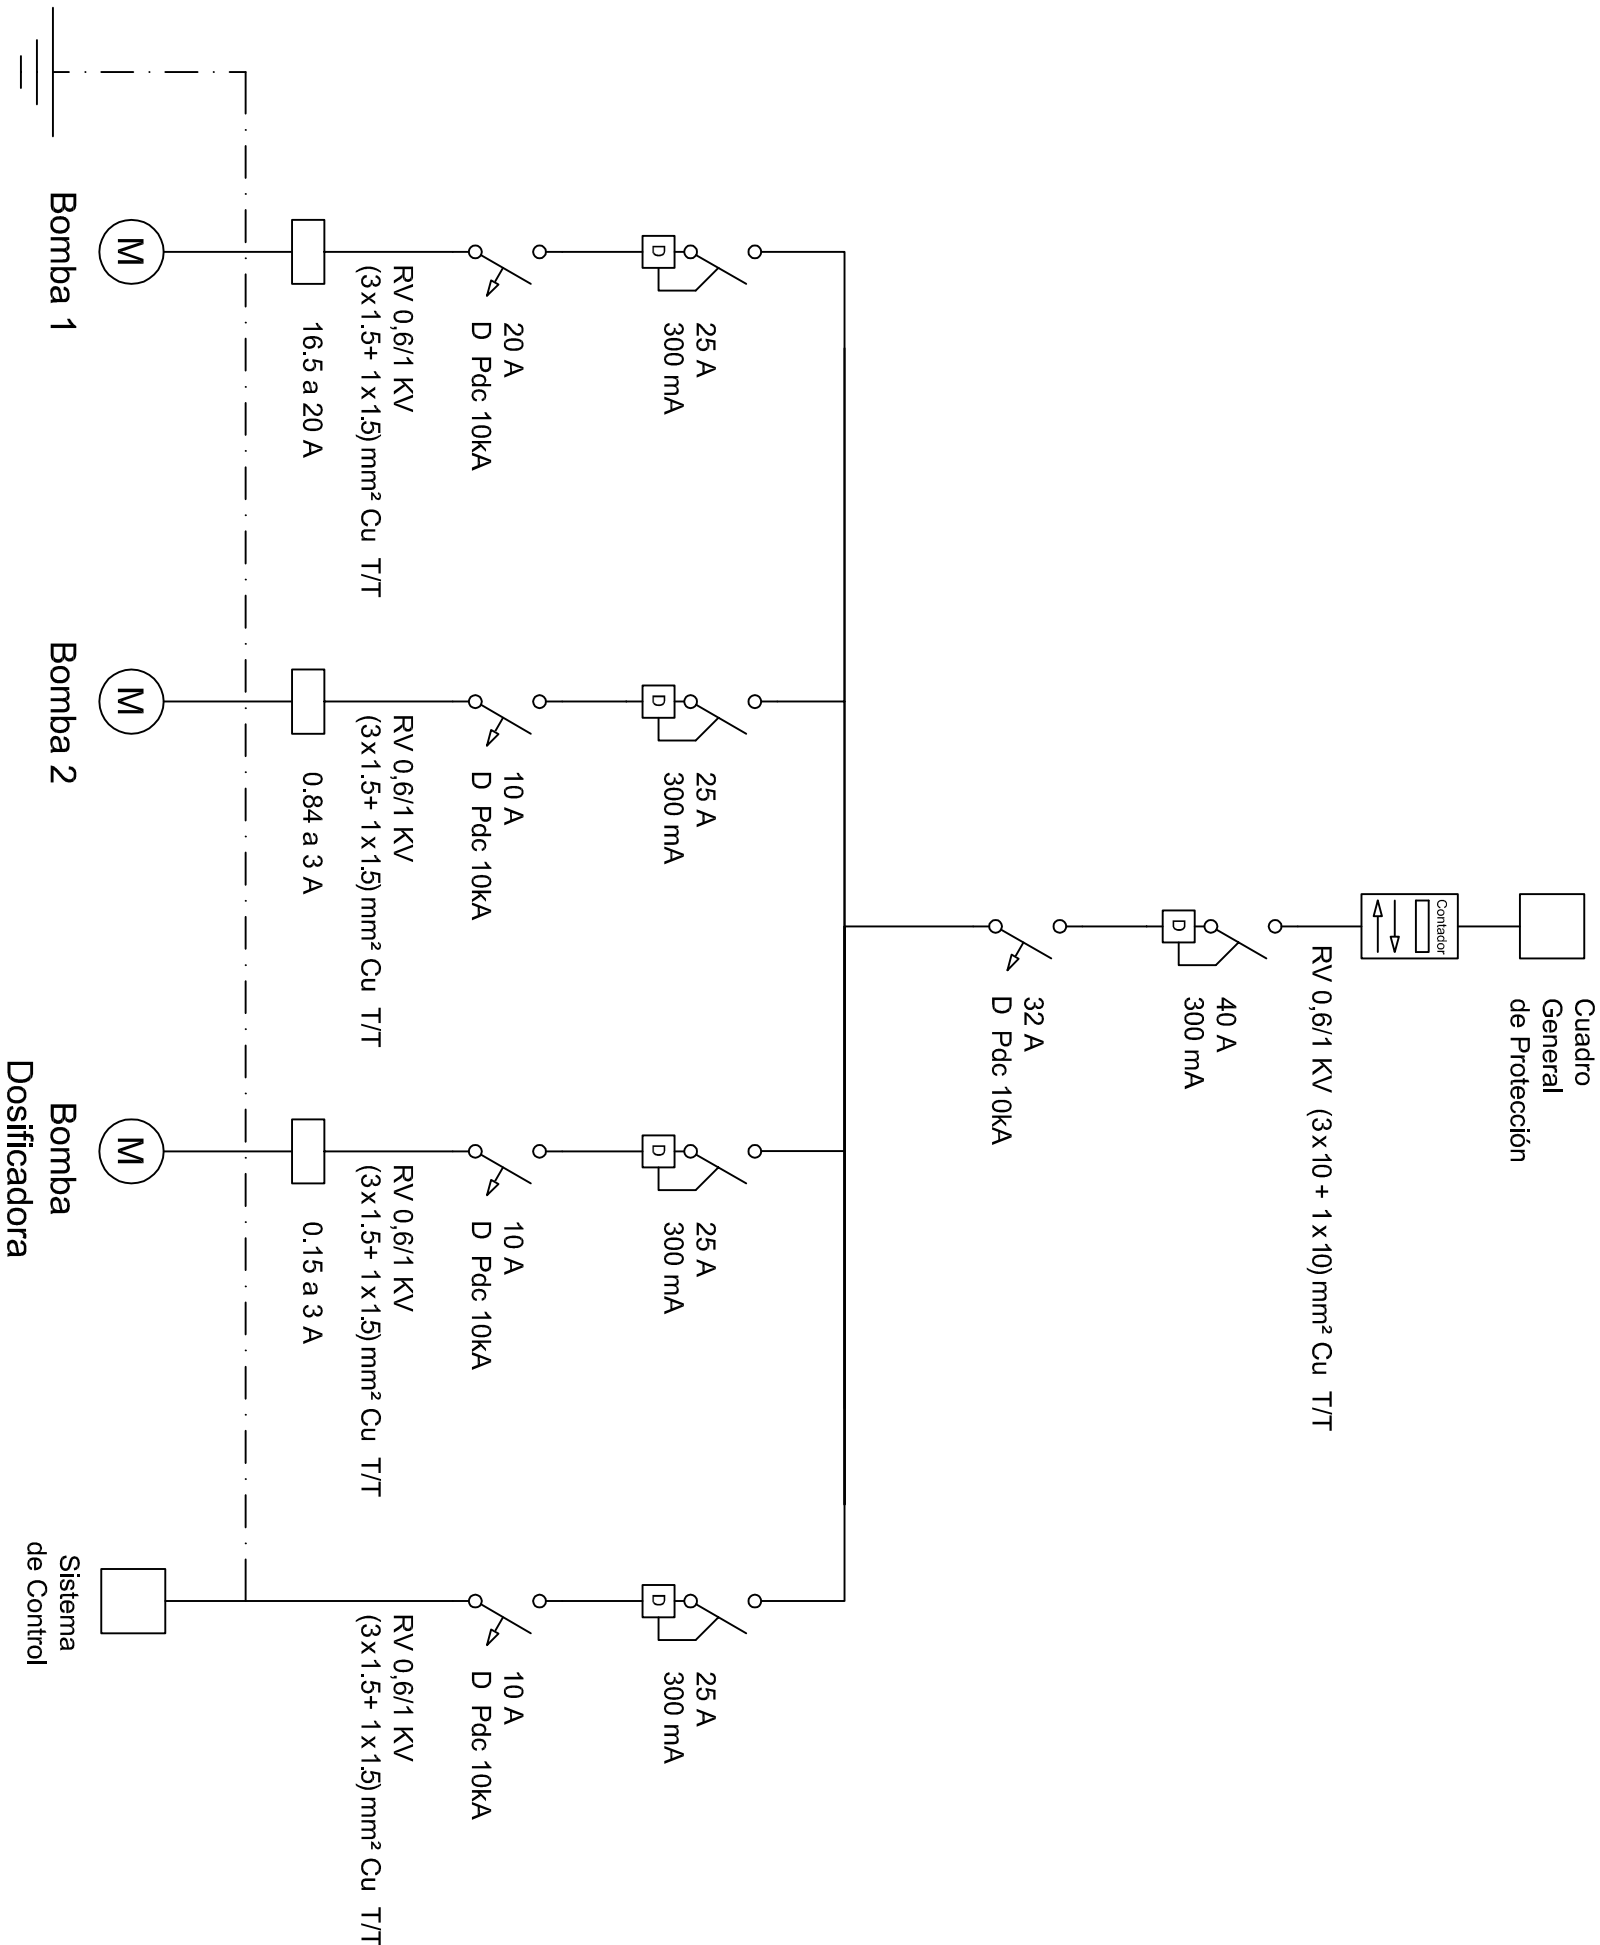 Cuadro
General
de Protección
Contador
RV 0,6/1 KV (3x10 + 1x10)mm² Cu T/T
40 A
300 mA
D
32 A
D Pdc 10kA
25 A
300 mA
D
20 A
D Pdc 10kA
RV 0,6/1 KV
(3x1.5+ 1x1.5)mm² Cu T/T
16.5 a 20 A
M
Bomba 1
25 A
300 mA
D
10 A
D Pdc 10kA
RV 0,6/1 KV
(3x1.5+ 1x1.5)mm² Cu T/T
0.84 a 3 A
M
Bomba 2
25 A
300 mA
D
10 A
D Pdc 10kA
RV 0,6/1 KV
(3x1.5+ 1x1.5)mm² Cu T/T
0.15 a 3 A
M
Bomba
Dosificadora
25 A
300 mA
D
10 A
D Pdc 10kA
RV 0,6/1 KV
(3x1.5+ 1x1.5)mm² Cu T/T
Sistema
de Control